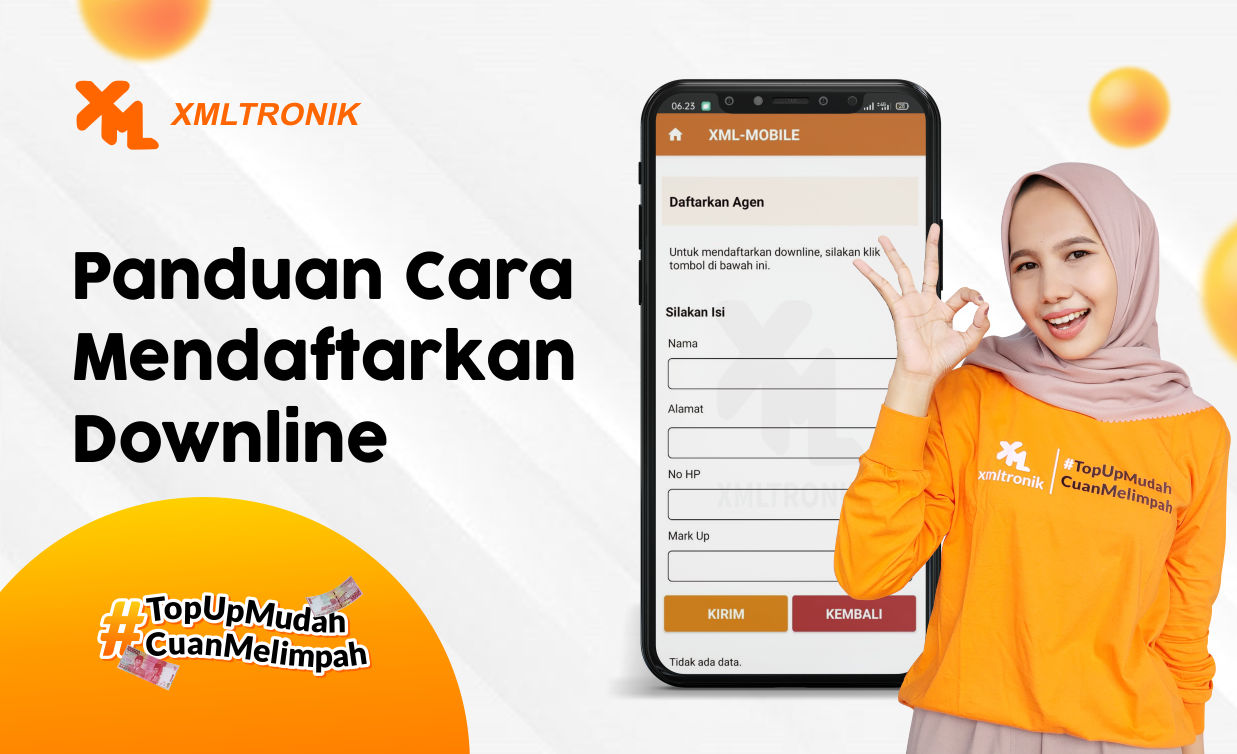 XMLTRONIK
Panduan Cara
Mendaftarkan
Downline
#TopUpMudah
CuanMelimpah
06.23
XML-MOBILE
Daftarkan Agen
Untuk mendaftarkan downline, silakan klik
tombol di bawah ini.
Silakan Isi
Nama
Alamat
No HP
Mark Up
KIRIM
KEMBALI
Tidak ada data.
xmltronik
#TopUpMudah
CuanMelimpah